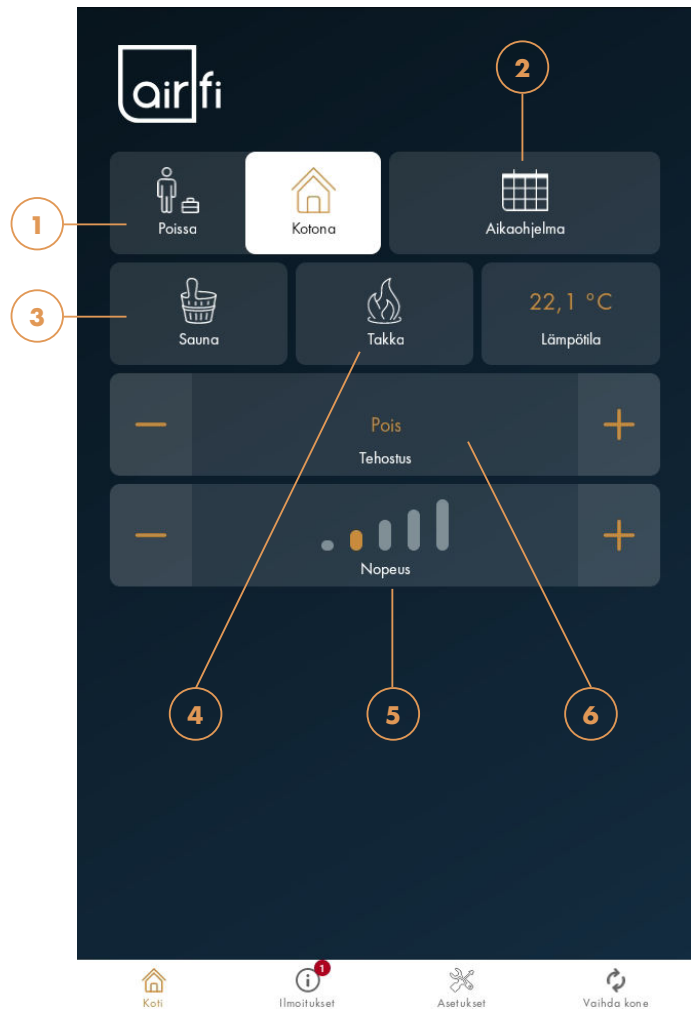 airfi
2
1
Poissa
Kotona
Aikaohjelma
3
Sauna
Takka
22,1 °C
Lämpötila
Pois
Tehostus
Nopeus
4
5
6
Koti
1
Ilmoitukset
Asetukset
Vaihda kone